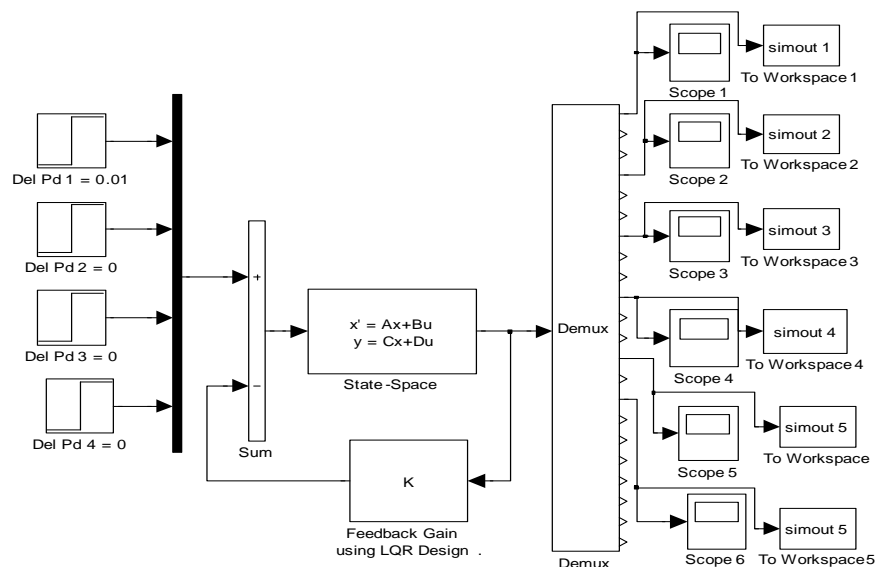 Del Pd 1 = 0.01
Del Pd 2 = 0
Del Pd 3 = 0
Del Pd 4 = 0
+
−
Sum
x' = Ax+Bu
y = Cx+Du
State-Space
K
Feedback Gain
using LQR Design .
Demux
Demux
Scope 1
simout 1
To Workspace 1
Scope 2
simout 2
To Workspace 2
Scope 3
simout 3
To Workspace 3
Scope 4
simout 4
To Workspace 4
Scope 5
simout 5
To Workspace
Scope 6
simout 5
To Workspace 5